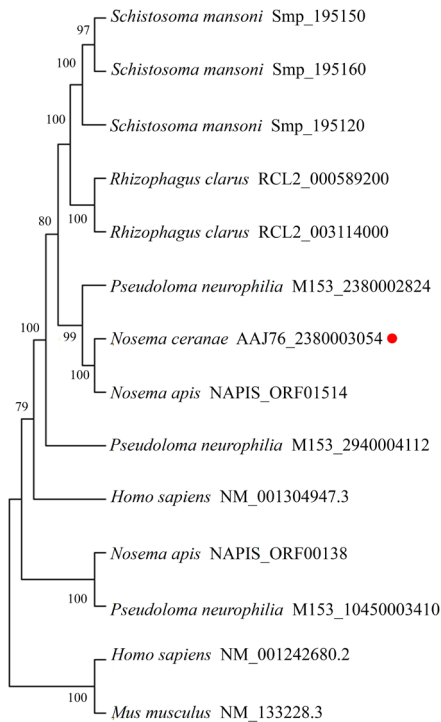 97
Schistosoma mansoni Smp_195150
100
Schistosoma mansoni Smp_195160
100
Schistosoma mansoni Smp_195120
Rhizophagus clarus RCL2_000589200
100
80
Rhizophagus clarus RCL2_003114000
Pseudoloma neurophilia M153_2380002824
100
99
Nosema ceranae AAJ76_2380003054
100
Nosema apis NAPIS_ORF01514
79
Pseudoloma neurophilia M153_2940004112
Homo sapiens NM_001304947.3
Nosema apis NAPIS_ORF00138
100
Pseudoloma neurophilia M153_10450003410
Homo sapiens NM_001242680.2
100
Mus musculus NM_133228.3